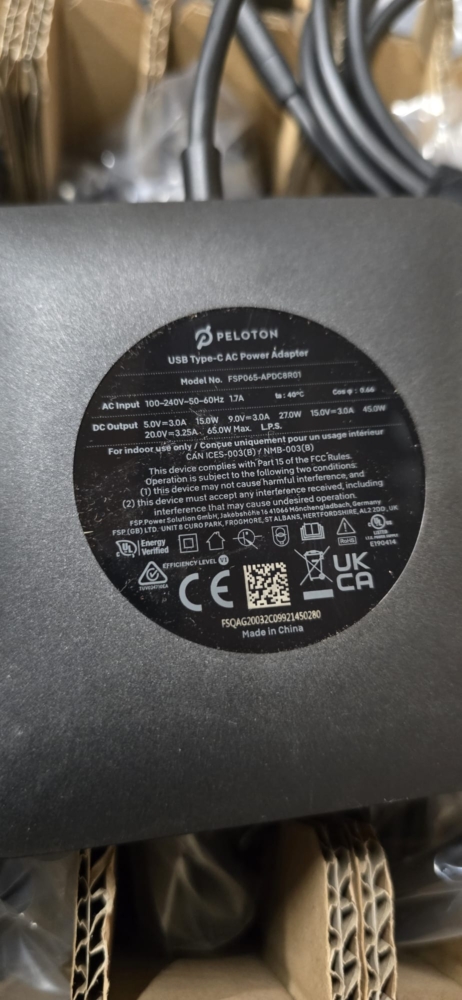 PELOTON
USB Type-C AC Power Adapter
Model No. FSP065-APDC8R01
AC Input 100-240V~50-60Hz 1.7A ta : 40°C Cos φ : 0.66
DC Output 5.0V⎓3.0A 15.0W 9.0V⎓3.0A 27.0W 15.0V⎓3.0A 45.0W
20.0V⎓3.25A 65.0W Max. L.P.S.
For indoor use only / Conçue uniquement pour un usage intérieur
CAN ICES-003(B) / NMB-003(B)
This device complies with Part 15 of the FCC Rules.
Operation is subject to the following two conditions:
(1) this device may not cause harmful interference, and
(2) this device must accept any interference received, including
interference that may cause undesired operation.
FSP Power Solution GmbH, Jakobshöhe 16 41066 Mönchengladbach, Germany
FSP (GB) LTD. UNIT 8 CURO PARK, FROGMORE, ST ALBANS, HERTFORDSHIRE, AL2 2DD, UK
UL Energy Verified RoHS UL LISTED
E190414
EFFICIENCY LEVEL VI
CE UK CA
FSQAG20032C09921450280
Made in China